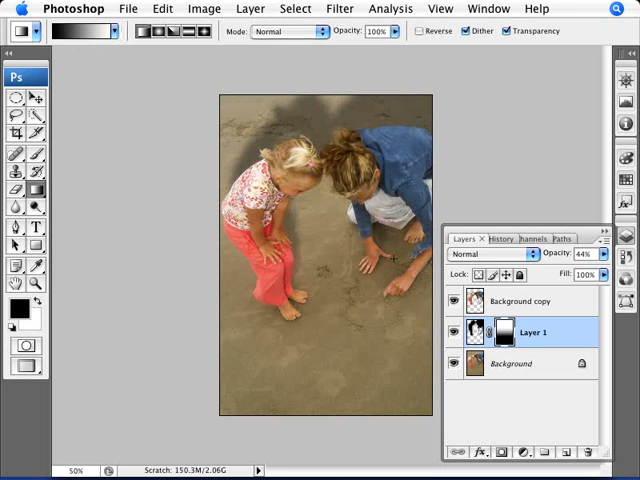 Photoshop File Edit Image Layer Select Filter Analysis View Window Help
Mode: Normal Opacity: 100% Reverse Dither Transparency
Ps
Layers × History hannels Paths
Normal Opacity: 44%
Lock: Fill: 100%
Background copy
Layer 1
Background
fx
50% Scratch: 150.3M/2.06G